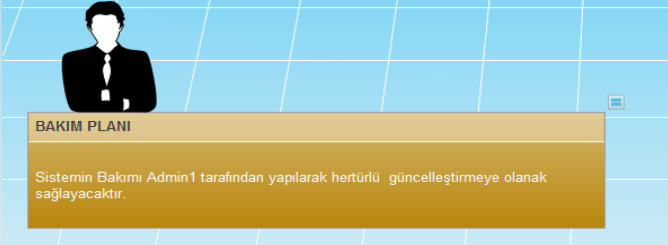 BAKIM PLANI
Sistemin Bakımı Admin1 tarafından yapılarak hertürlü  güncelleştirmeye olanak
sağlayacaktır.